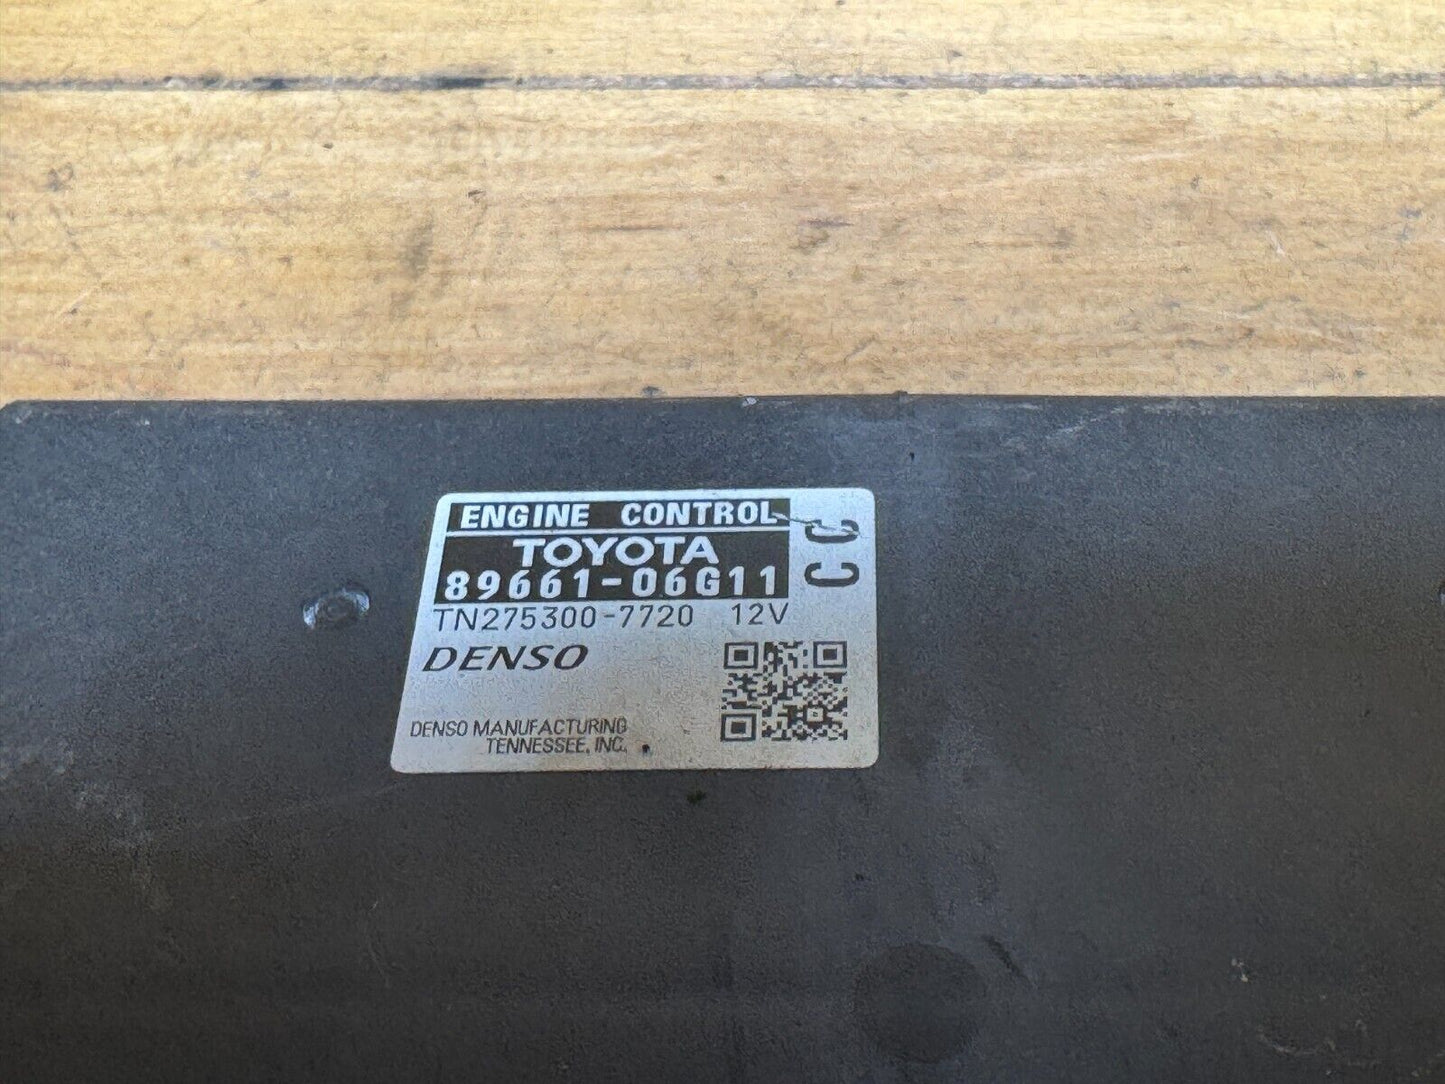 ENGINE CONTROL
TOYOTA
89661-06G11
CC
TN275300-7720 12V
DENSO
DENSO MANUFACTURING
TENNESSEE, INC.